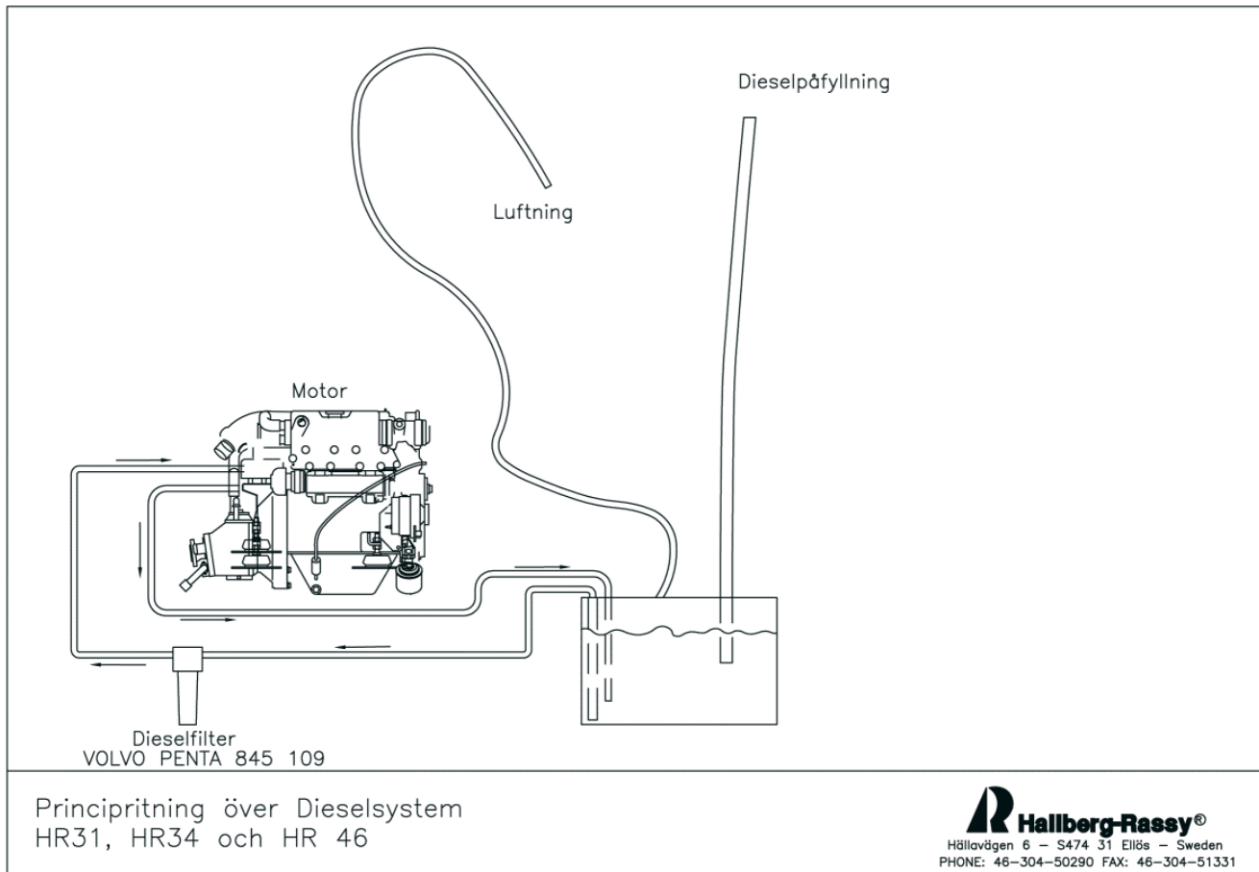 Dieselpåfyllning
Luftning
Motor
Dieselfilter
VOLVO PENTA 845 109
Principritning över Dieselsystem
HR31, HR34 och HR 46
Hallberg-Rassy®
Hällavägen 6 – S474 31 Ellös – Sweden
PHONE: 46-304-50290 FAX: 46-304-51331